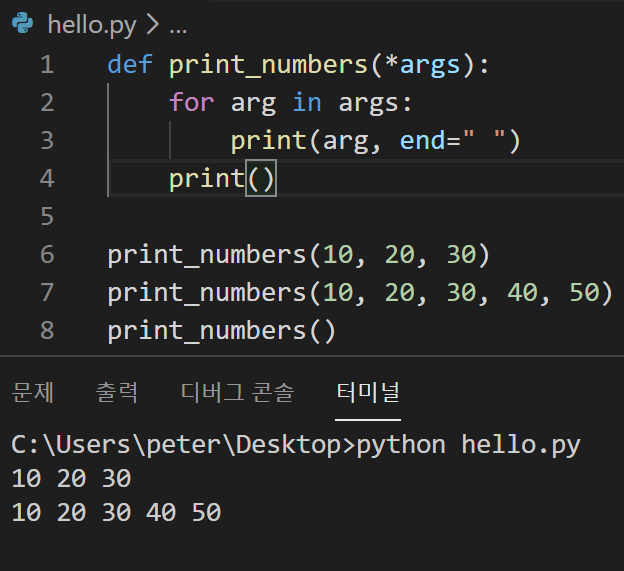 hello.py > ...
1 def print_numbers(*args):
2     for arg in args:
3         print(arg, end=" ")
4     print()
5
6 print_numbers(10, 20, 30)
7 print_numbers(10, 20, 30, 40, 50)
8 print_numbers()
문제 출력 디버그 콘솔 터미널
C:\Users\peter\Desktop>python hello.py
10 20 30
10 20 30 40 50